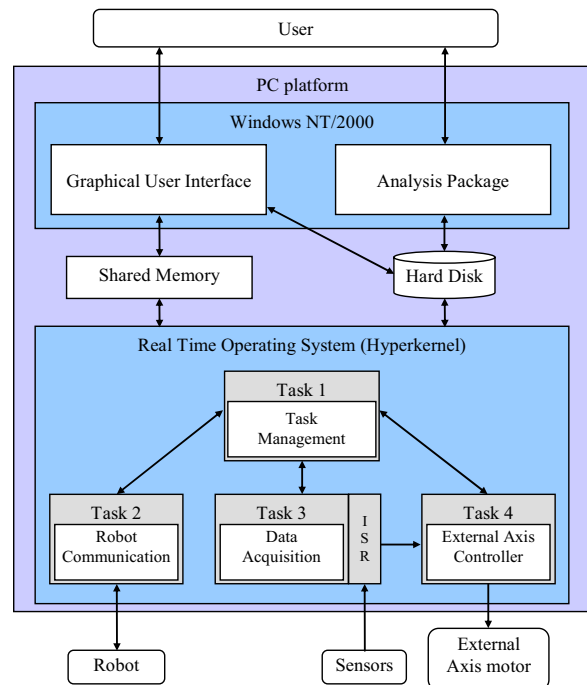 User
PC platform
Windows NT/2000
Graphical User Interface
Analysis Package
Shared Memory
Hard Disk
Real Time Operating System (Hyperkernel)
Task 1
Task
Management
Task 2
Robot
Communication
Task 3
Data
Acquisition
I
S
R
Task 4
External Axis
Controller
Robot
Sensors
External
Axis motor